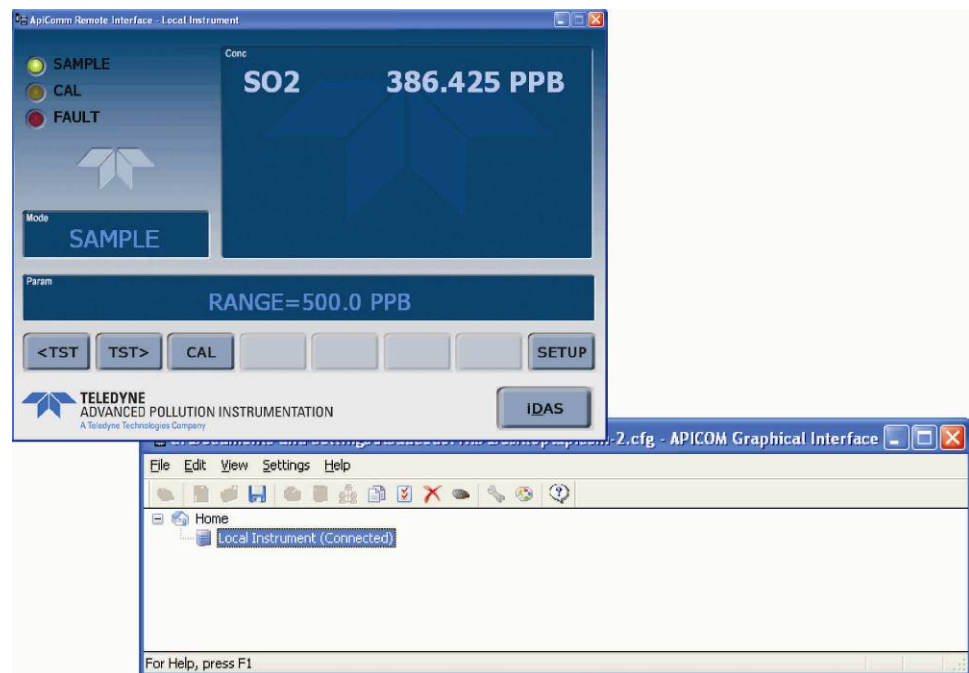 ApiComm Remote Interface - Local Instrument
SAMPLE
CAL
FAULT
Conc
SO2 386.425 PPB
Mode
SAMPLE
Param
RANGE=500.0 PPB
<TST TST> CAL SETUP
TELEDYNE
ADVANCED POLLUTION INSTRUMENTATION
A Teledyne Technologies Company
iDAS
-2.cfg - APICOM Graphical Interface
File Edit View Settings Help
Home
Local Instrument (Connected)
For Help, press F1